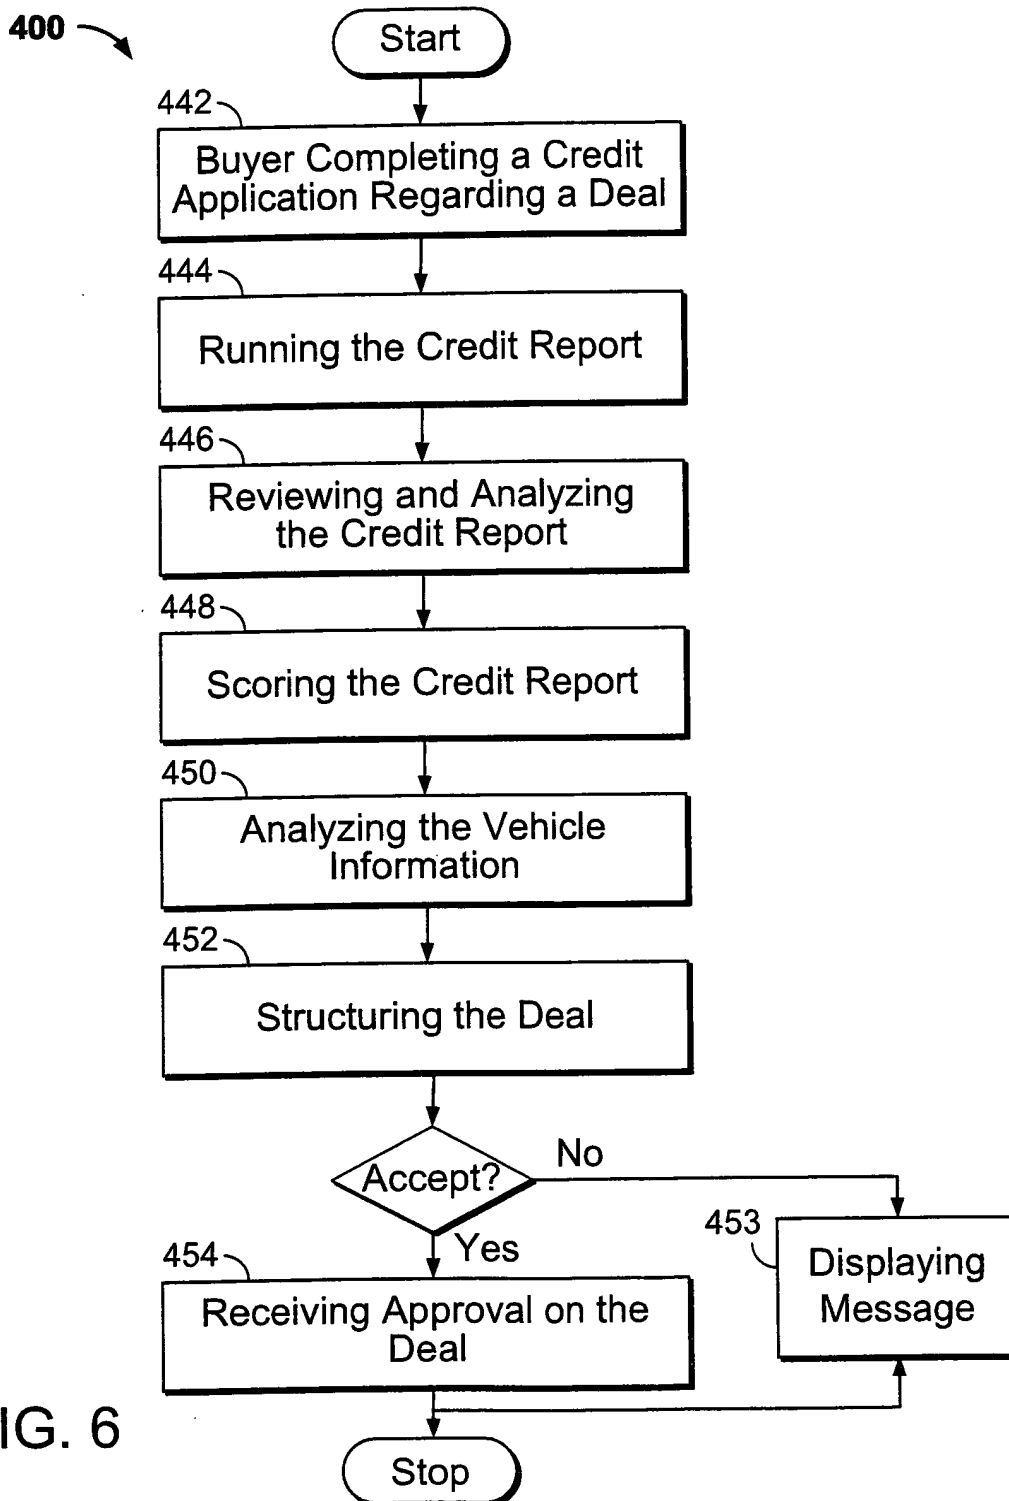 400
Start
442
Buyer Completing a Credit
Application Regarding a Deal
444
Running the Credit Report
446
Reviewing and Analyzing
the Credit Report
448
Scoring the Credit Report
450
Analyzing the Vehicle
Information
452
Structuring the Deal
Accept?
No
Yes
453
Displaying
Message
454
Receiving Approval on the
Deal
IG. 6
Stop